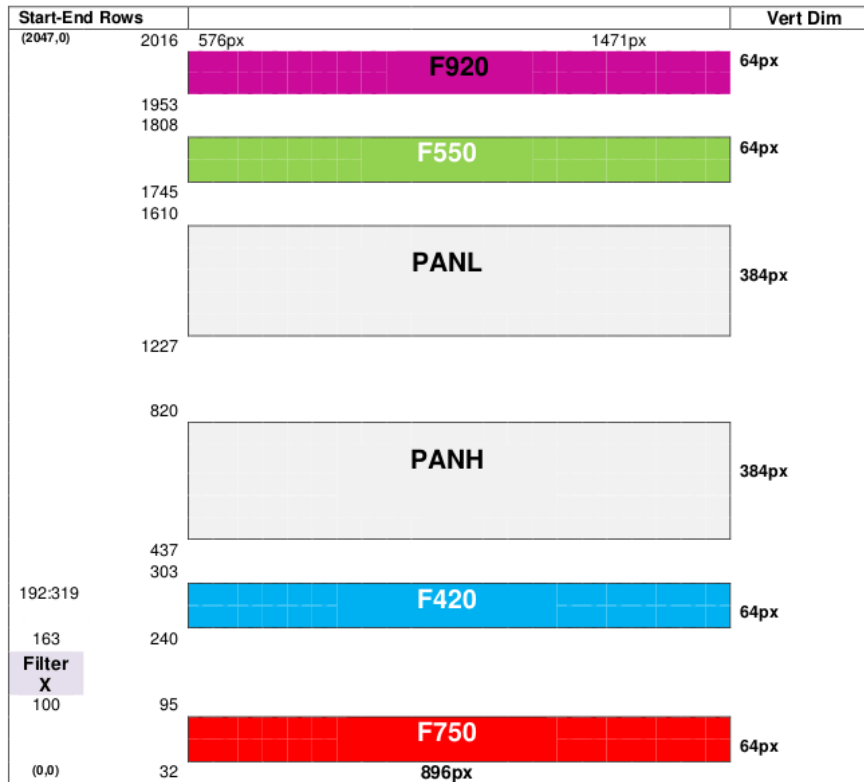 Start-End Rows Vert Dim
(2047,0) 2016 576px 1471px
F920 64px
1953
1808
F550 64px
1745
1610
PANL
384px
1227
820
PANH
384px
437
303
192:319 F420
64px
163 240
Filter
X
100 95
F750
64px
(0,0) 32 896px